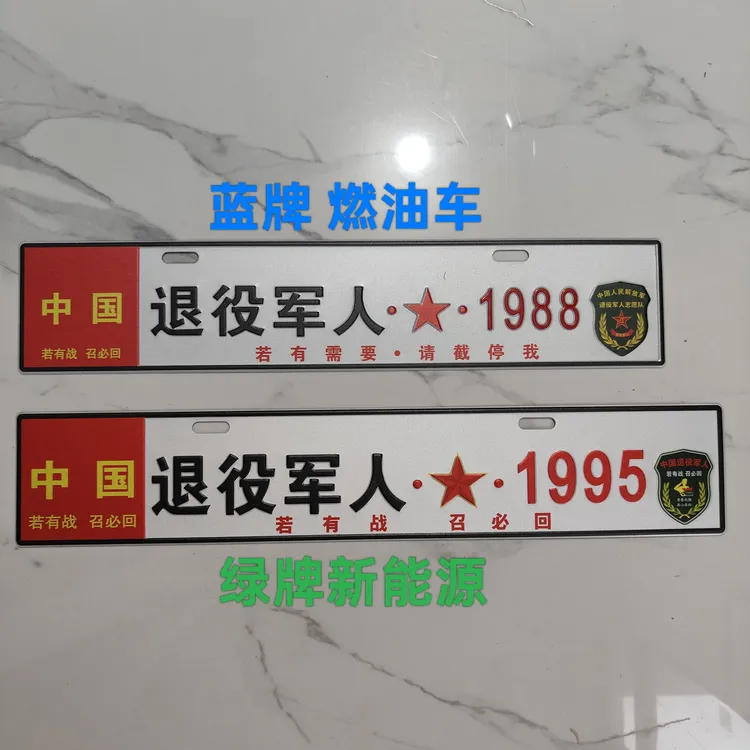 蓝牌 燃油车
中国
若有战 召必回
退役军人·★·1988
若有需要·请截停我
中国人民解放军
退役军人志愿队
中国
若有战 召必回
退役军人·★·1995
若有战 召必回
中国退役军人
若有战 召必回
绿牌新能源